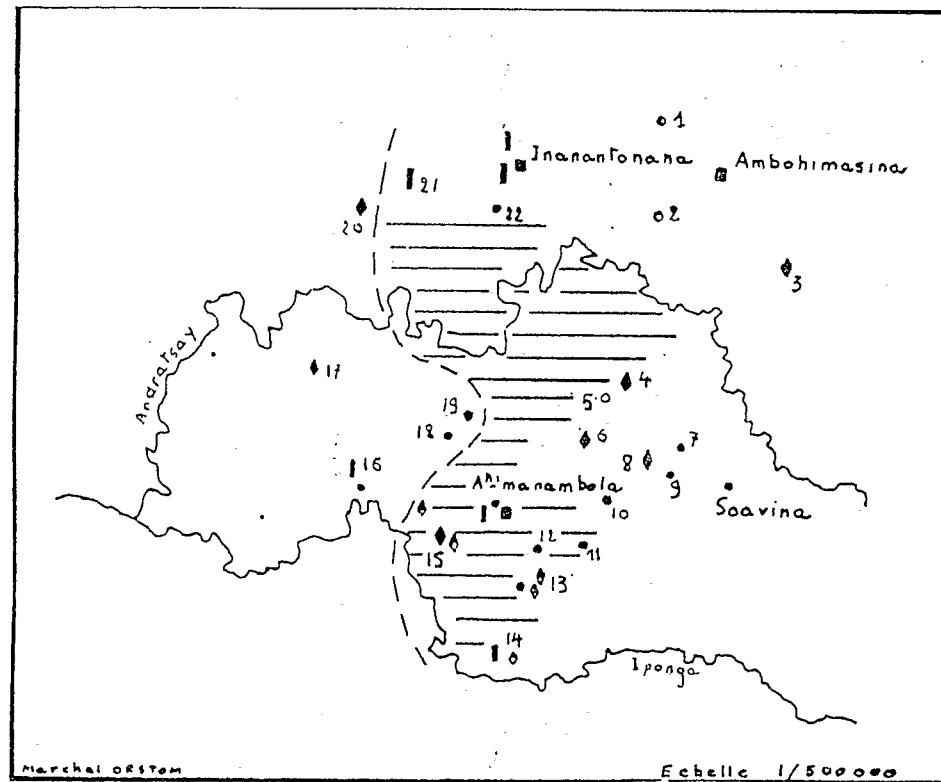 1
Inanantonana
Ambohimasina
21
20
22
2
3
Andratsay
17
4
5
19
18
6
7
8
9
16
Ahimanambola
10
Soavina
12
11
15
13
14
Iponga
Marchal ORSTOM
Echelle 1/500000